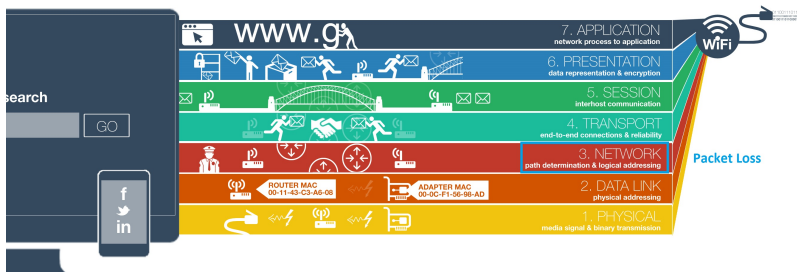 www.g
7. APPLICATION
network process to application
WiFi
6. PRESENTATION
data representation & encryption
search
GO
5. SESSION
interhost communication
4. TRANSPORT
end-to-end connections & reliability
3. NETWORK
path determination & logical addressing
Packet Loss
ROUTER MAC
00-11-43-C3-A6-08
ADAPTER MAC
00-0C-F1-56-98-AD
2. DATA LINK
physical addressing
f
in
1. PHYSICAL
media signal & binary transmission